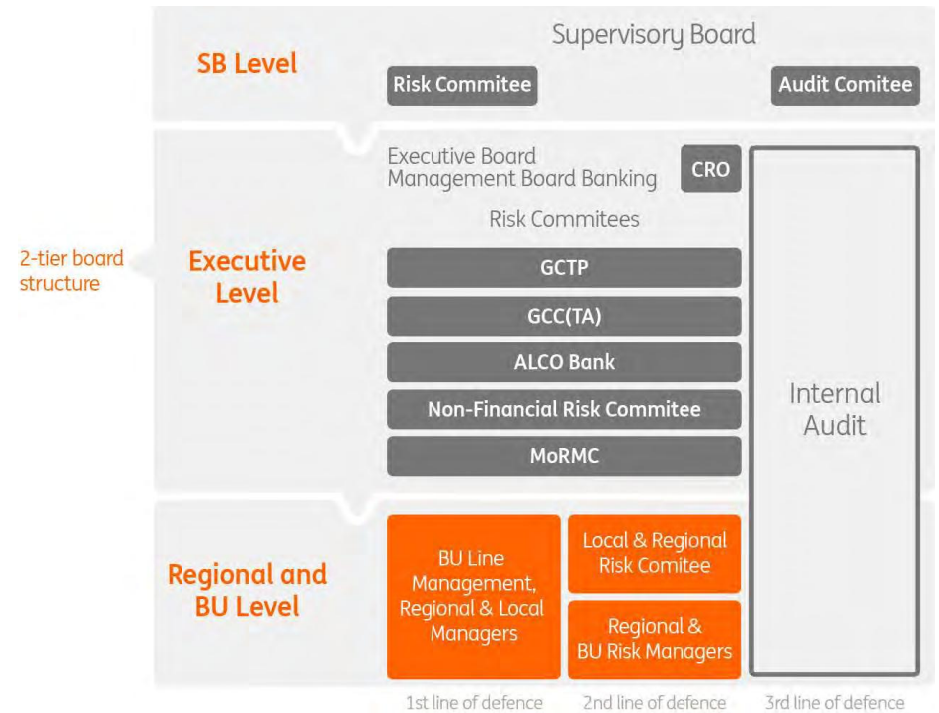 Supervisory Board
SB Level
Risk Commitee
Audit Comitee
Executive Board
Management Board Banking
CRO
Risk Commitees
2-tier board
structure
Executive
Level
GCTP
GCC(TA)
ALCO Bank
Non-Financial Risk Commitee
MoRMC
Internal
Audit
Regional and
BU Level
BU Line
Management,
Regional & Local
Managers
Local & Regional
Risk Comitee
Regional &
BU Risk Managers
1st line of defence
2nd line of defence
3rd line of defence